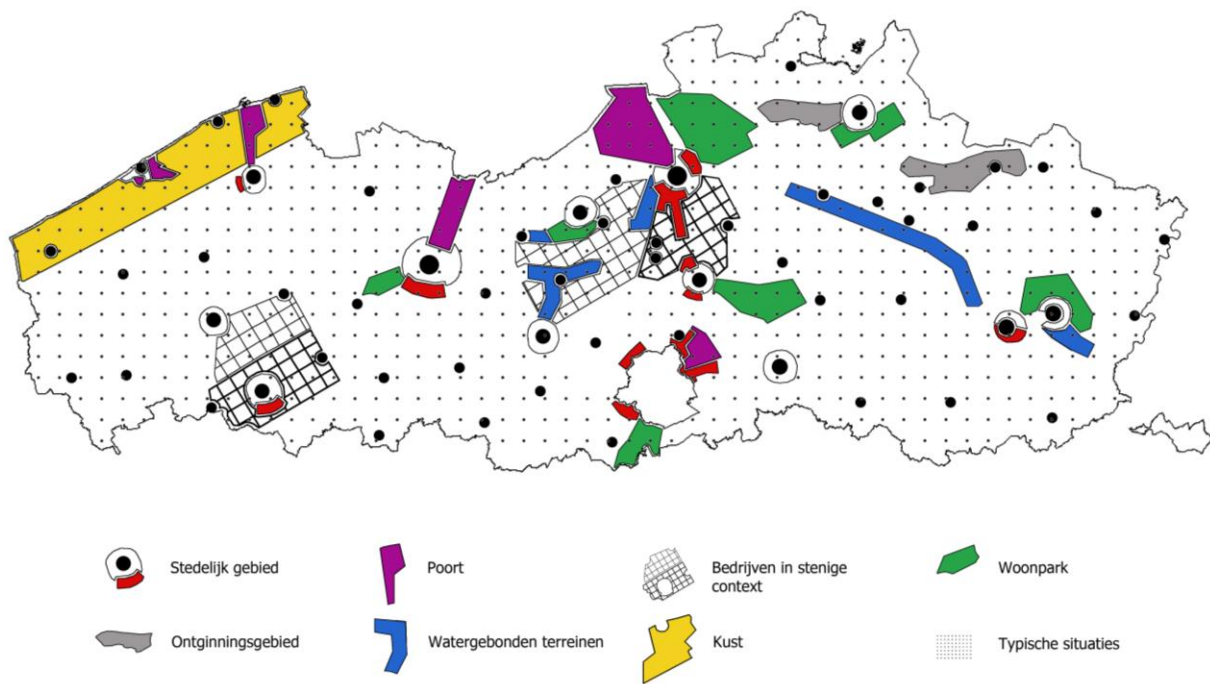 Stedelijk gebied
Poort
Bedrijven in stenige
context
Woonpark
Ontginningsgebied
Watergebonden terreinen
Kust
Typische situaties